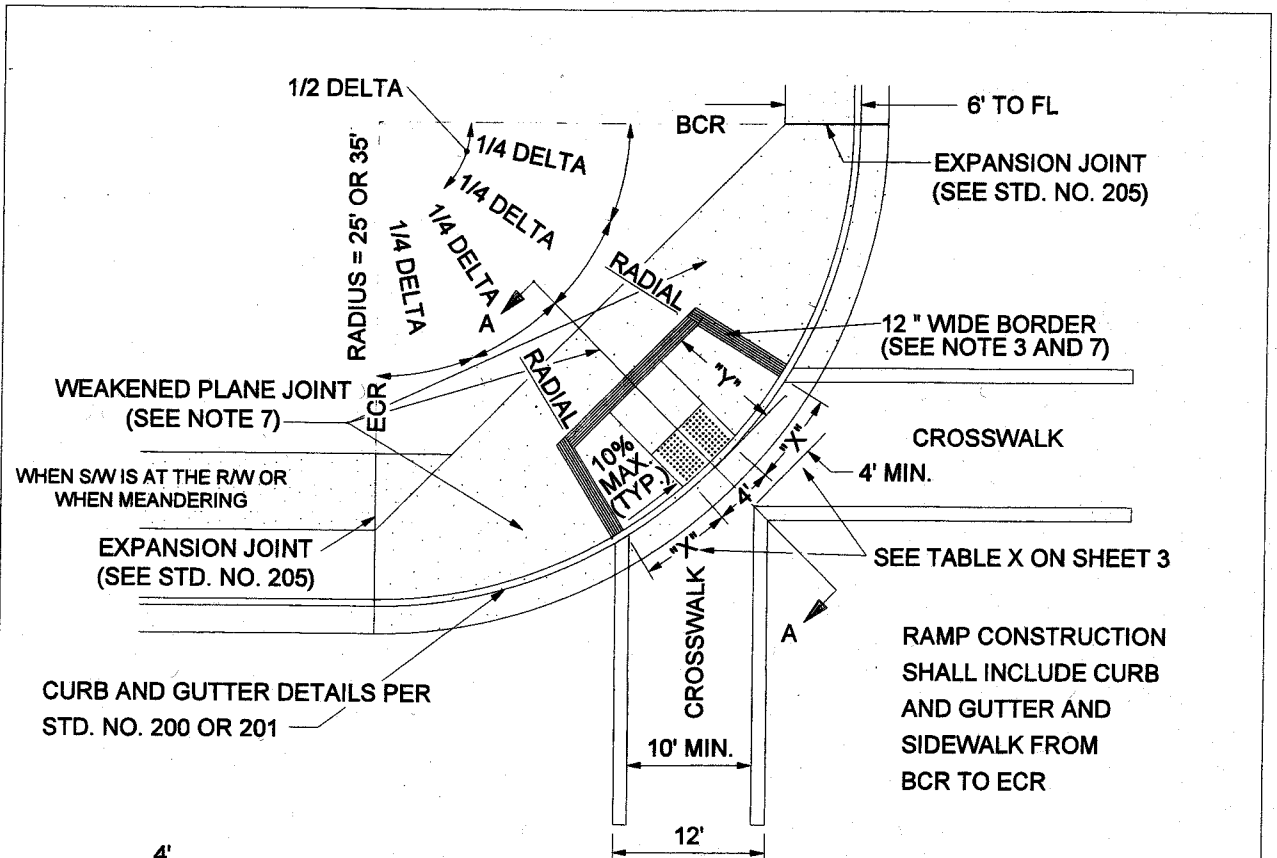 1/2 DELTA
BCR
6' TO FL
1/4 DELTA
1/4 DELTA
1/4 DELTA
1/4 DELTA
RADIUS = 25' OR 35'
EXPANSION JOINT
(SEE STD. NO. 205)
RADIAL
A
12 " WIDE BORDER
(SEE NOTE 3 AND 7)
RADIAL
"Y"
WEAKENED PLANE JOINT
(SEE NOTE 7)
ECR
CROSSWALK
"X"
4' MIN.
10%
MAX
(TYP.)
4'
"X"
WHEN S/W IS AT THE R/W OR
WHEN MEANDERING
EXPANSION JOINT
(SEE STD. NO. 205)
SEE TABLE X ON SHEET 3
CROSSWALK
A
CURB AND GUTTER DETAILS PER
STD. NO. 200 OR 201
RAMP CONSTRUCTION
SHALL INCLUDE CURB
AND GUTTER AND
SIDEWALK FROM
BCR TO ECR
10' MIN.
12'
4'